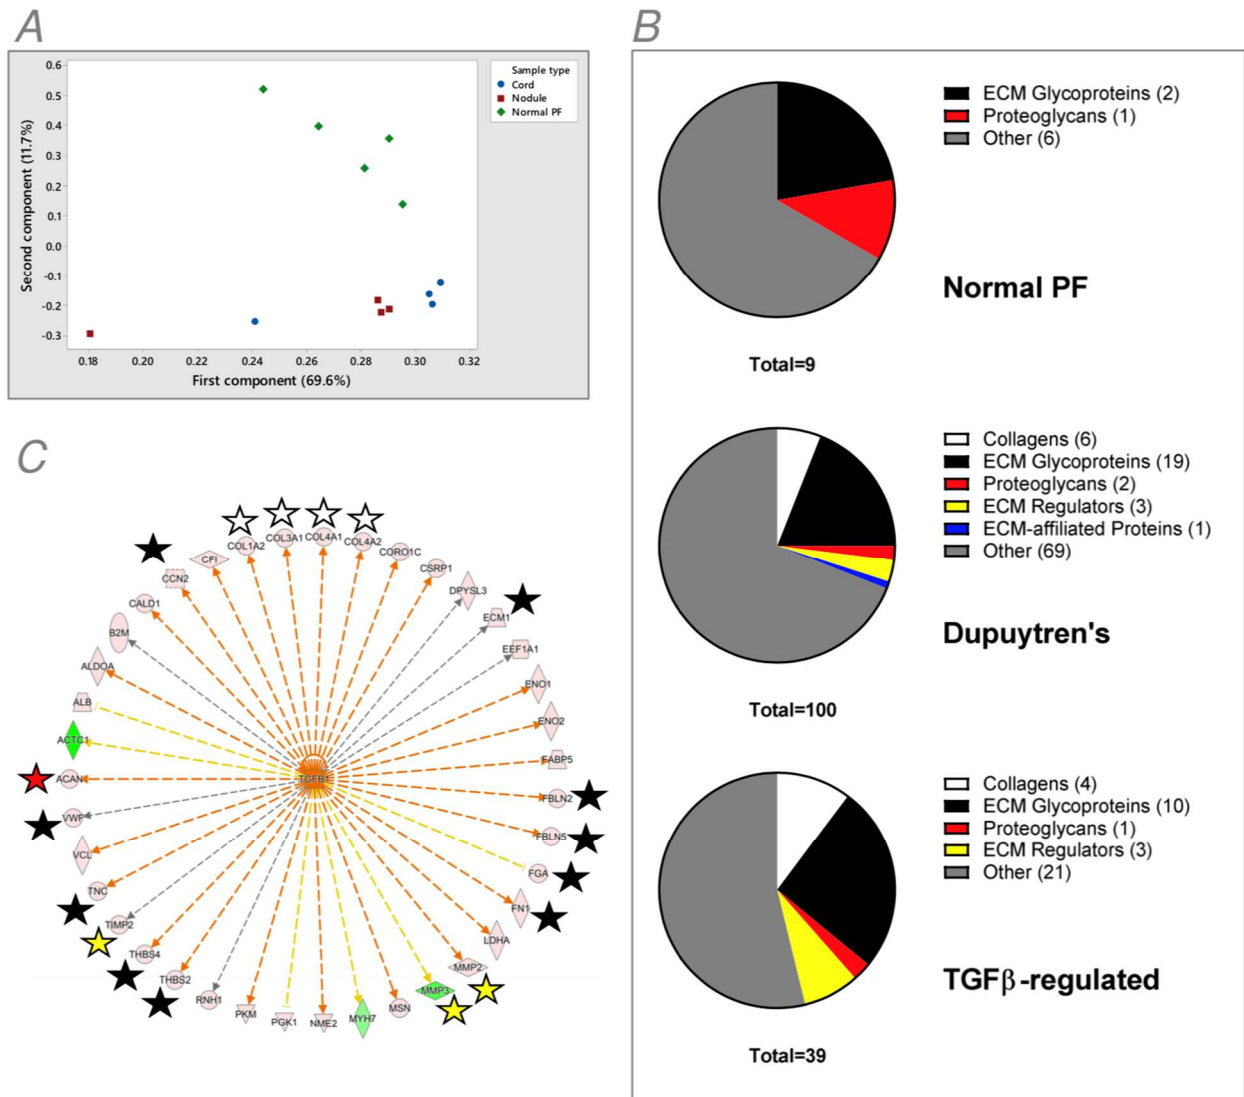 A
Sample type
Cord
Nodule
Normal PF
0.6
0.5
0.4
0.3
0.2
0.1
0.0
-0.1
-0.2
-0.3
Second component (11.7%)
0.18 0.20 0.22 0.24 0.26 0.28 0.30 0.32
First component (69.6%)
B
ECM Glycoproteins (2)
Proteoglycans (1)
Other (6)
Normal PF
Total=9
Collagens (6)
ECM Glycoproteins (19)
Proteoglycans (2)
ECM Regulators (3)
ECM-affiliated Proteins (1)
Other (69)
Dupuytren's
Total=100
Collagens (4)
ECM Glycoproteins (10)
Proteoglycans (1)
ECM Regulators (3)
Other (21)
TGFβ-regulated
Total=39
C
COL1A2
COL3A1
COL4A1
COL4A2
CORO1C
CSRP1
DPYSL3
ECM1
EEF1A1
ENO1
ENO2
FABP5
FBLN2
FBLN5
FGA
FN1
LDHA
MMP2
MMP3
MSN
MYH7
NME2
PGK1
PKM
RNH1
THBS2
THBS4
TIMP2
TNC
VCL
VWF
ACAN
ACTC1
ALB
ALDOA
B2M
CALD1
CCN2
CFI
TGFB1